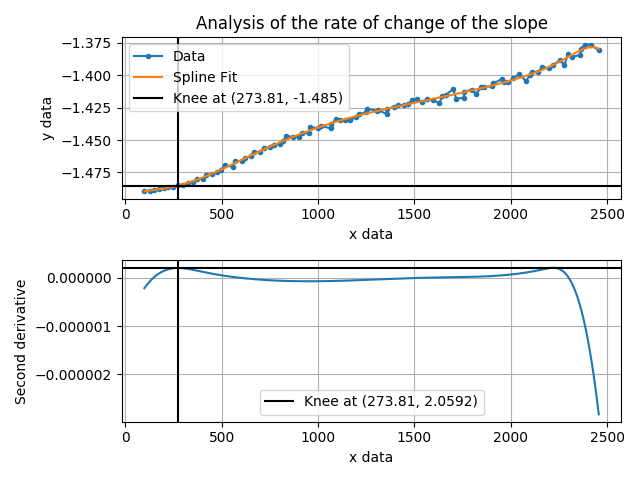 Analysis of the rate of change of the slope
−1.375
−1.400
−1.425
−1.450
−1.475
y data
Data
Spline Fit
Knee at (273.81, -1.485)
0
500
1000
1500
2000
2500
x data
0.000000
−0.000001
−0.000002
Second derivative
Knee at (273.81, 2.0592)
0
500
1000
1500
2000
2500
x data